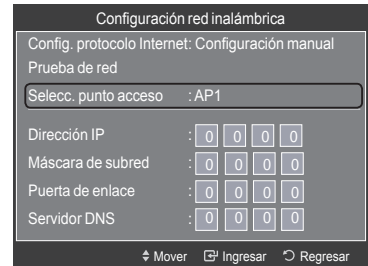 Configuración red inalámbrica
Config. protocolo Internet: Configuración manual
Prueba de red
Selecc. punto acceso : AP1
Dirección IP : 0 0 0 0
Máscara de subred : 0 0 0 0
Puerta de enlace : 0 0 0 0
Servidor DNS : 0 0 0 0
Mover Ingresar Regresar